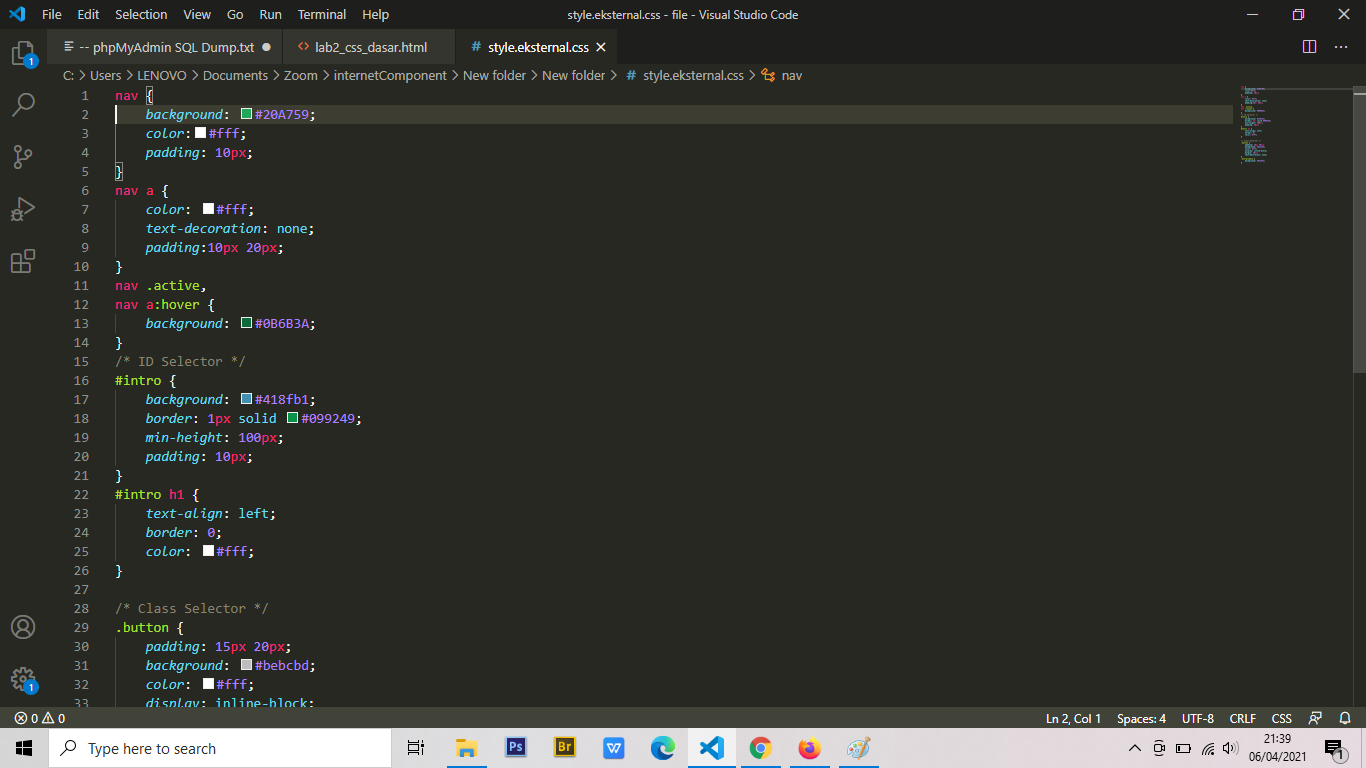 File Edit Selection View Go Run Terminal Help style.eksternal.css - file - Visual Studio Code
1 -- phpMyAdmin SQL Dump.txt lab2_css_dasar.html # style.eksternal.css
C: > Users > LENOVO > Documents > Zoom > internetComponent > New folder > New folder > # style.eksternal.css > nav
1 nav {
2 background: #20A759;
3 color: #fff;
4 padding: 10px;
5 }
6 nav a {
7 color: #fff;
8 text-decoration: none;
9 padding:10px 20px;
10 }
11 nav .active,
12 nav a:hover {
13 background: #0B6B3A;
14 }
15 /* ID Selector */
16 #intro {
17 background: #418fb1;
18 border: 1px solid #099249;
19 min-height: 100px;
20 padding: 10px;
21 }
22 #intro h1 {
23 text-align: left;
24 border: 0;
25 color: #fff;
26 }
27
28 /* Class Selector */
29 .button {
30 padding: 15px 20px;
31 background: #bebcbd;
32 color: #fff;
33 display: inline-block;
1
0 0 Ln 2, Col 1 Spaces: 4 UTF-8 CRLF CSS
Type here to search Ps Br W 21:39
06/04/2021 1